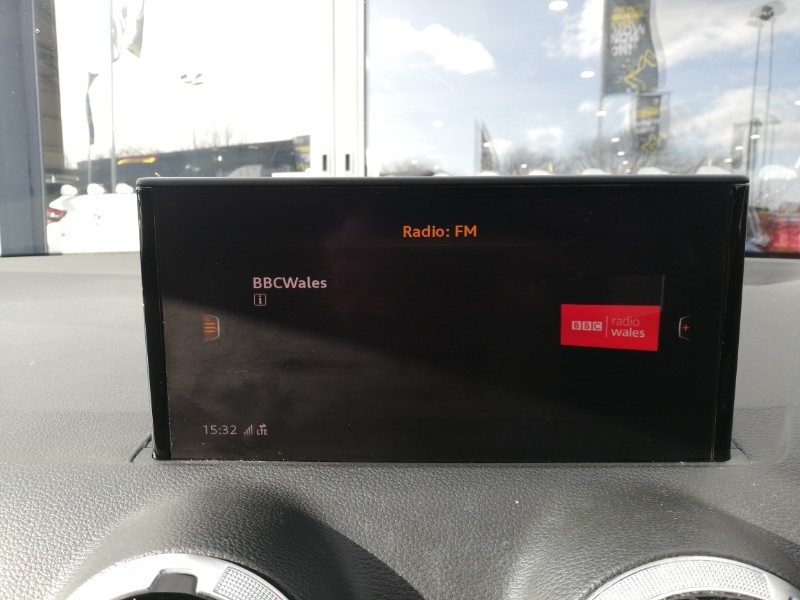 Radio: FM
BBCWales
i
BBC radio
wales
+
15:32 LTE